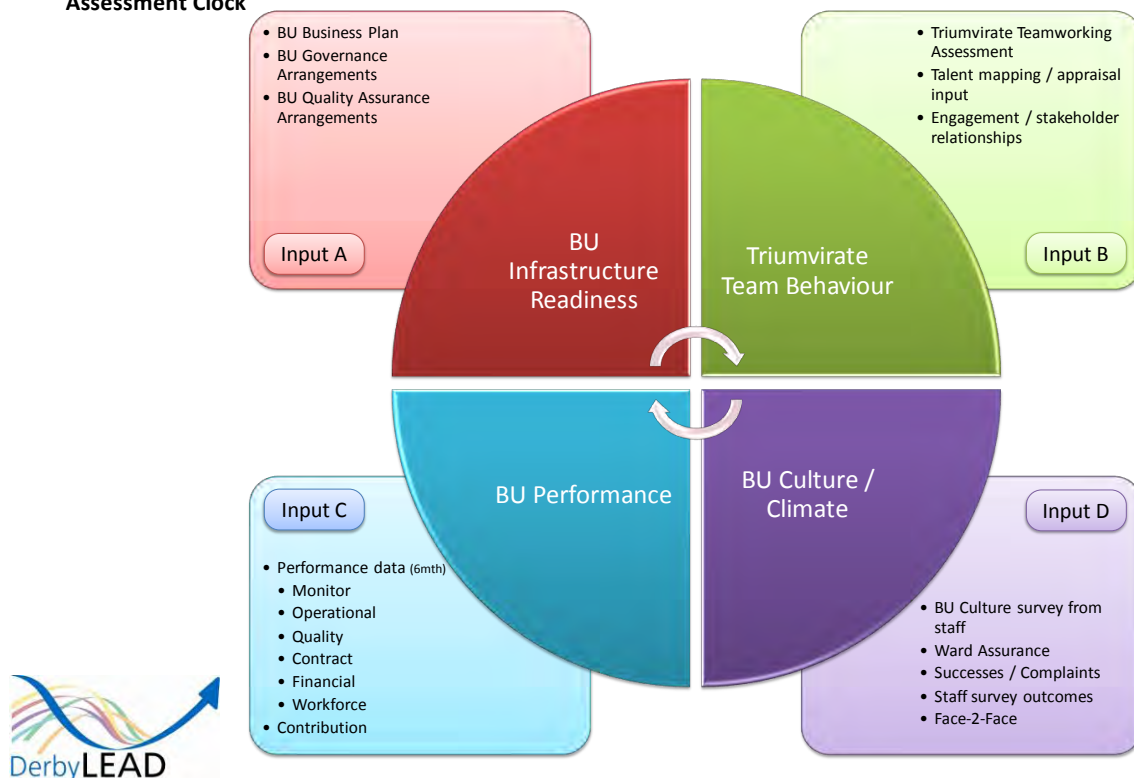 Assessment Clock
• BU Business Plan
• BU Governance
Arrangements
• BU Quality Assurance
Arrangements
Input A
• Triumvirate Teamworking
Assessment
• Talent mapping / appraisal
input
• Engagement / stakeholder
relationships
Input B
BU
Infrastructure
Readiness
Triumvirate
Team Behaviour
BU Performance
BU Culture /
Climate
Input C
• Performance data (6mth)
• Monitor
• Operational
• Quality
• Contract
• Financial
• Workforce
• Contribution
Input D
• BU Culture survey from
staff
• Ward Assurance
• Successes / Complaints
• Staff survey outcomes
• Face-2-Face
DerbyLEAD